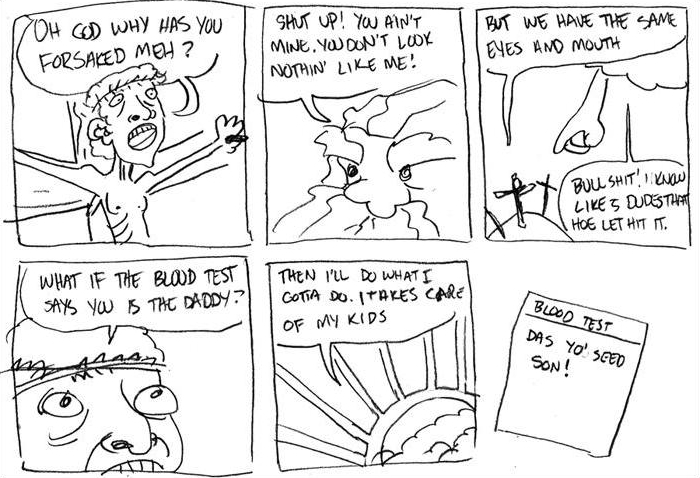 OH GOD WHY HAS YOU
FORSAKED MEH?
SHUT UP! YOU AIN'T
MINE. YOU DON'T LOOK
NOTHIN' LIKE ME!
BUT WE HAVE THE SAME
EYES AND MOUTH
BULLSHIT! I KNOW
LIKE 5 DUDES THAT
HOE LET HIT IT.
WHAT IF THE BLOOD TEST
SAYS YOU IS THE DADDY?
THEN I'LL DO WHAT I
GOTTA DO. I TAKES CARE
OF MY KIDS
BLOOD TEST
DAS YO' SEED
SON!